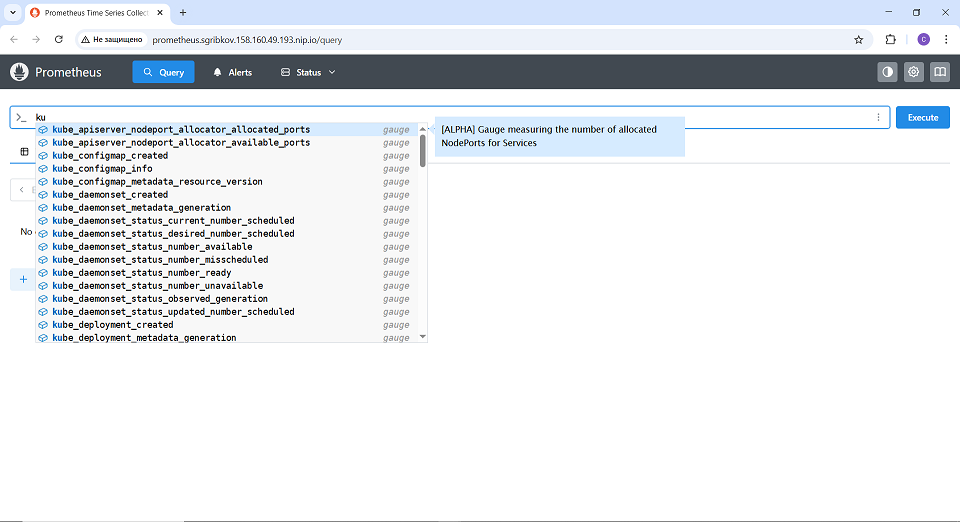 Prometheus Time Series Collect
Не защищено
prometheus.sgribkov.158.160.49.193.nip.io/query
C
Prometheus
Query
Alerts
Status
>_ ku
Execute
kube_apiserver_nodeport_allocator_allocated_ports gauge
[ALPHA] Gauge measuring the number of allocated
NodePorts for Services
kube_apiserver_nodeport_allocator_available_ports gauge
kube_configmap_created gauge
kube_configmap_info gauge
kube_configmap_metadata_resource_version gauge
kube_daemonset_created gauge
kube_daemonset_metadata_generation gauge
kube_daemonset_status_current_number_scheduled gauge
No
kube_daemonset_status_desired_number_scheduled gauge
kube_daemonset_status_number_available gauge
kube_daemonset_status_number_misscheduled gauge
kube_daemonset_status_number_ready gauge
kube_daemonset_status_number_unavailable gauge
kube_daemonset_status_observed_generation gauge
kube_daemonset_status_updated_number_scheduled gauge
kube_deployment_created gauge
kube_deployment_metadata_generation gauge